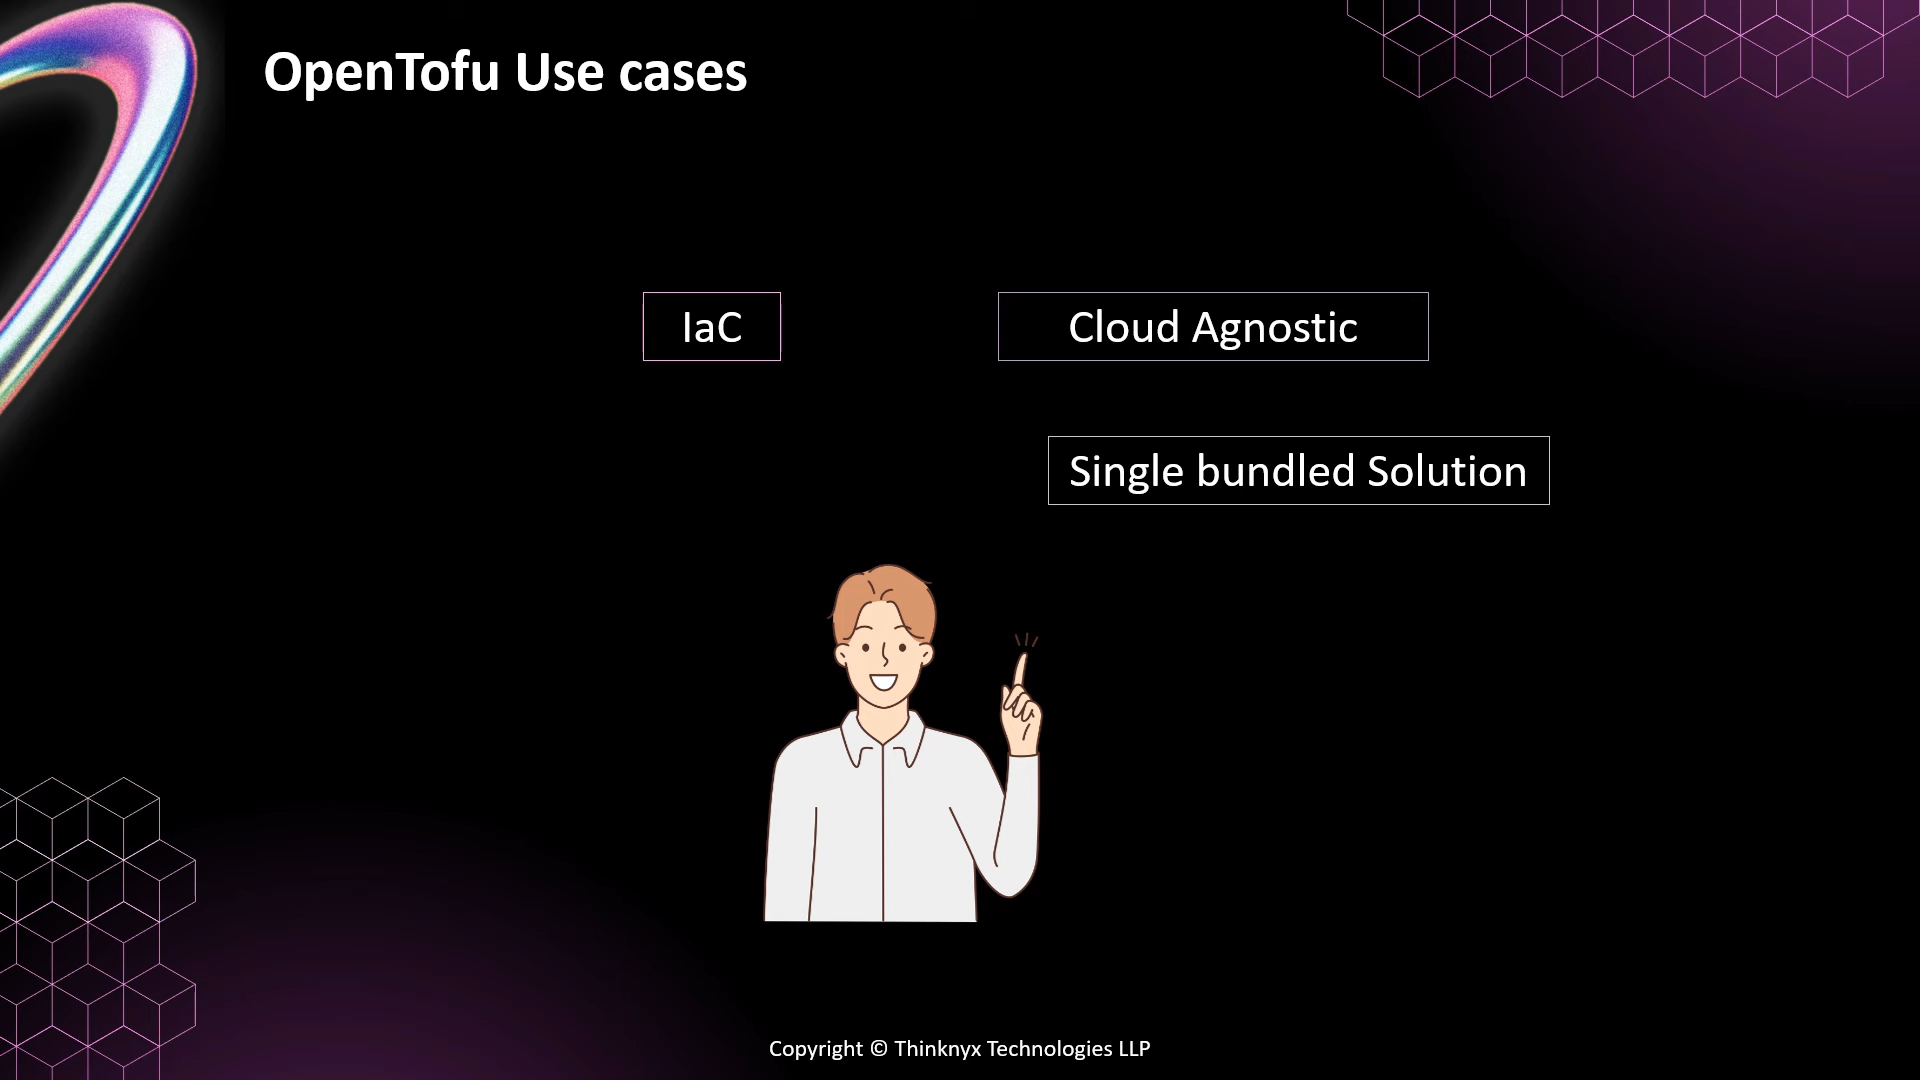 OpenTofu Use cases
IaC
Cloud Agnostic
Single bundled Solution
Copyright © Thinknyx Technologies LLP